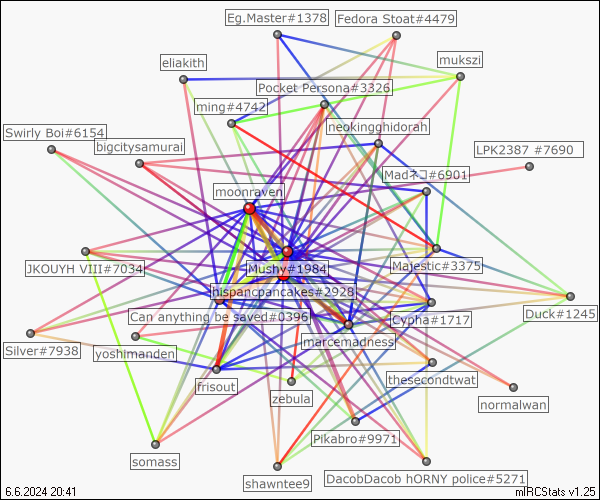 Eg.Master#1378
Fedora Stoat#4479
eliakith
mukszi
Pocket Persona#3326
ming#4742
neokingghidorah
Swirly Boi#6154
bigcitysamurai
LPK2387 #7690
Madネコ#6901
moonraven
JKOUYH VIII#7034
Mushy#1984
Majestic#3375
hispancpancakes#2928
Can anything be saved#0396
Cypha#1717
Duck#1245
marcemadness
Silver#7938
yoshimanden
frisout
thesecondtwat
zebula
normalwan
Pikabro#9971
somass
shawntee9
DacobDacob hORNY police#5271
6.6.2024 20:41
mIRCStats v1.25